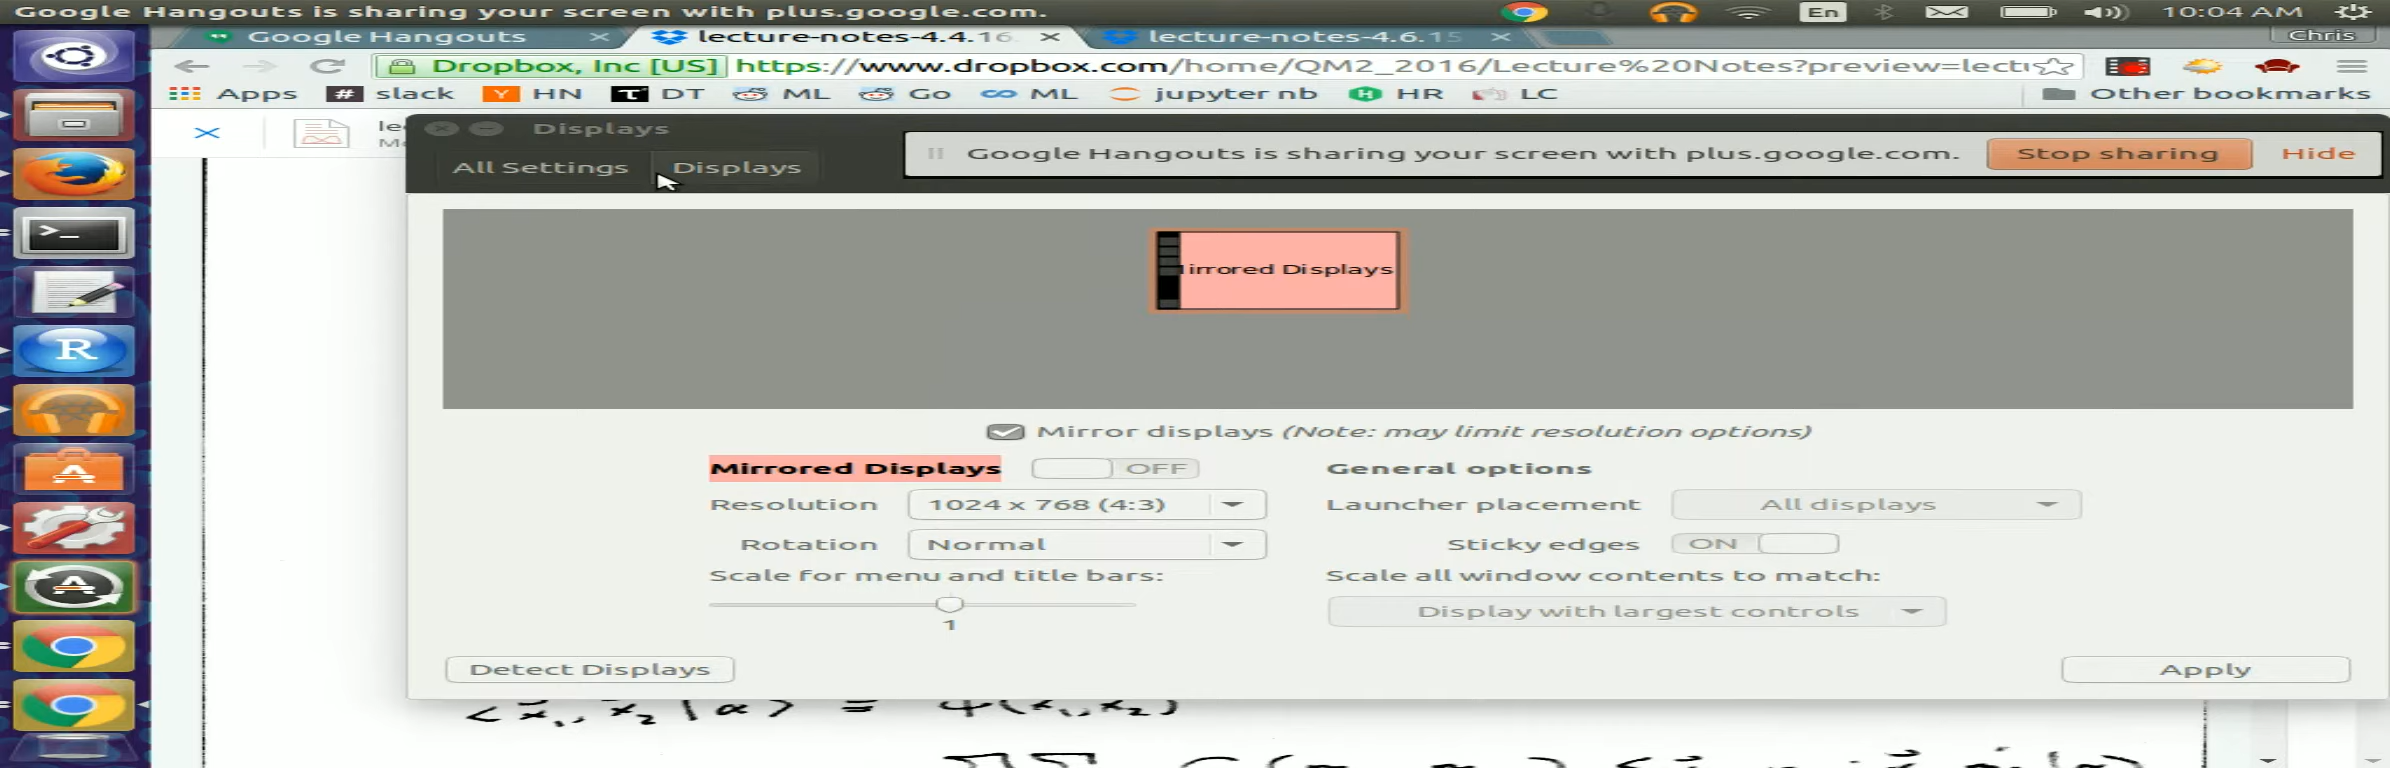 Google Hangouts is sharing your screen with plus.google.com.
En
10:04 AM
Google Hangouts
lecture-notes-4.4.16
lecture-notes-4.6.15
Chris
Dropbox, Inc [US]
https://www.dropbox.com/home/QM2_2016/Lecture%20Notes?preview=lectu
Apps
slack
HN
DT
ML
Go
ML
jupyter nb
HR
LC
Other bookmarks
Displays
All Settings
Displays
Google Hangouts is sharing your screen with plus.google.com.
Stop sharing
Hide
irrored Displays
Mirror displays (Note: may limit resolution options)
Mirrored Displays
OFF
General options
Resolution
1024 x 768 (4:3)
Launcher placement
All displays
Rotation
Normal
Sticky edges
ON
Scale for menu and title bars:
Scale all window contents to match:
1
Display with largest controls
Detect Displays
Apply